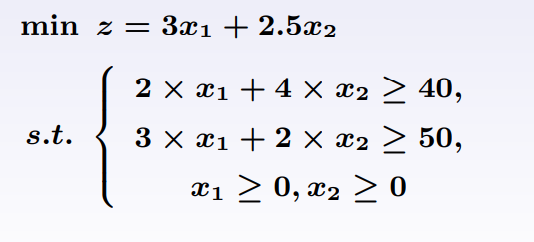 min z = 3x₁ + 2.5x₂
2 × x₁ + 4 × x₂ ≥ 40,
s.t. { 3 × x₁ + 2 × x₂ ≥ 50,
x₁ ≥ 0, x₂ ≥ 0